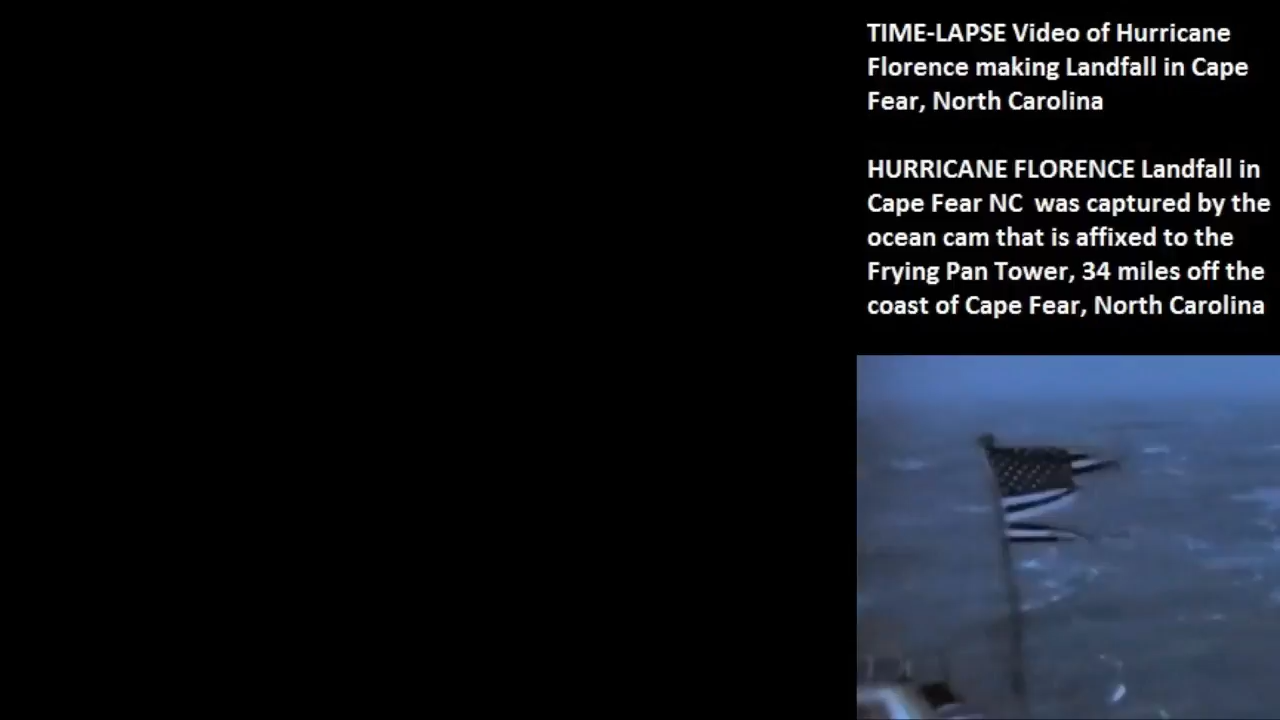 TIME-LAPSE Video of Hurricane
Florence making Landfall in Cape
Fear, North Carolina
HURRICANE FLORENCE Landfall in
Cape Fear NC  was captured by the
ocean cam that is affixed to the
Frying Pan Tower, 34 miles off the
coast of Cape Fear, North Carolina